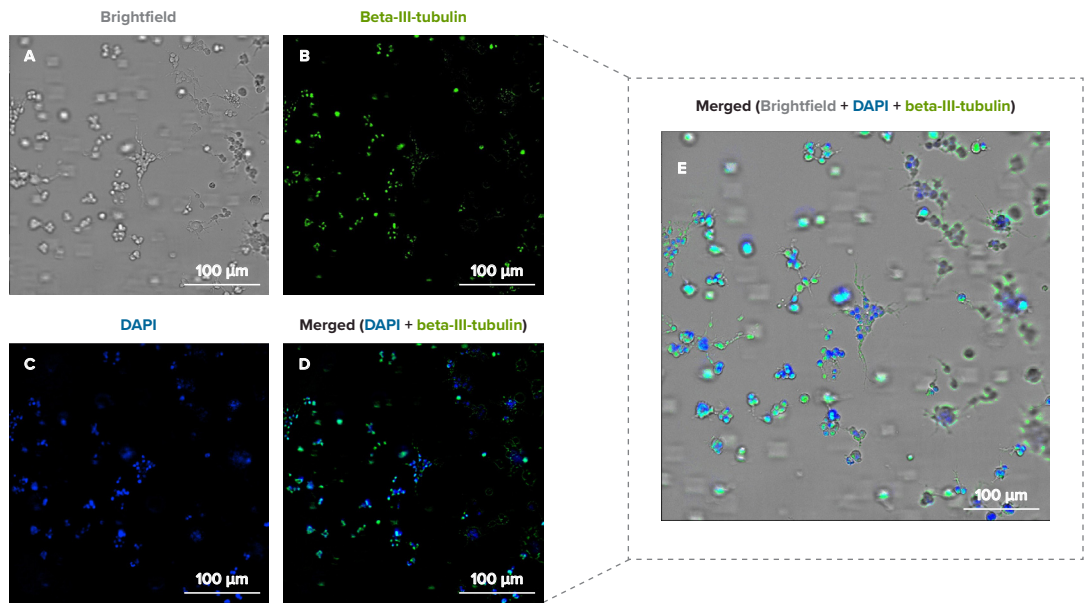 Brightfield
Beta-III-tubulin
A
B
100 µm
100 µm
DAPI
Merged (DAPI + beta-III-tubulin)
C
D
100 µm
100 µm
Merged (Brightfield + DAPI + beta-III-tubulin)
E
100 µm